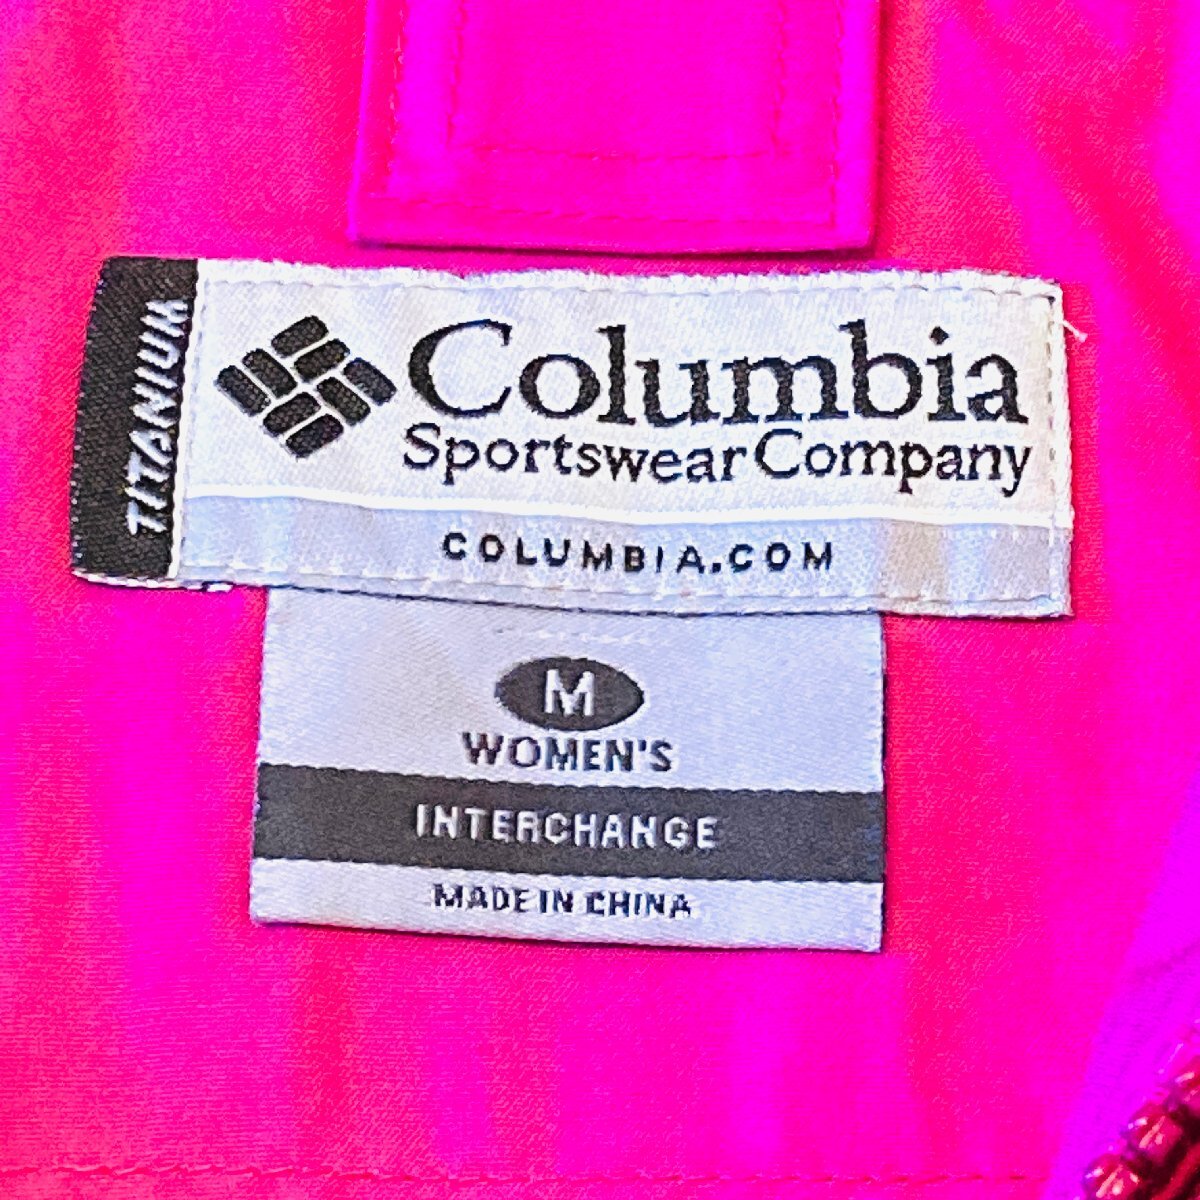 TITANIUM
Columbia
Sportswear Company
COLUMBIA.COM
M
WOMEN'S
INTERCHANGE
MADE IN CHINA